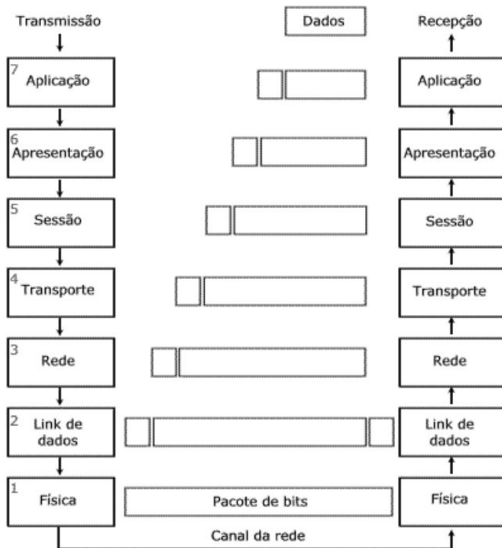 Transmissão Dados Recepção
7 Aplicação Aplicação
6 Apresentação Apresentação
5 Sessão Sessão
4 Transporte Transporte
3 Rede Rede
2 Link de Link de
dados dados
1 Física Pacote de bits Física
Canal da rede